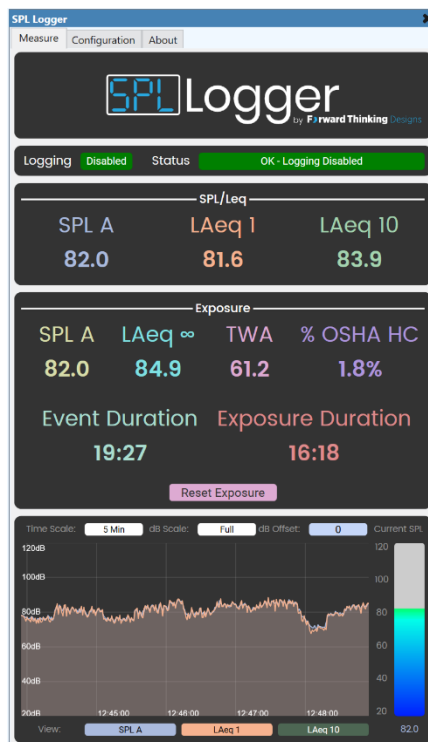 SPL Logger
Measure Configuration About
SPL Logger
by Forward Thinking Designs
Logging Disabled Status OK - Logging Disabled
SPL/Leq
SPL A LAeq 1 LAeq 10
82.0 81.6 83.9
Exposure
SPL A LAeq ∞ TWA % OSHA HC
82.0 84.9 61.2 1.8%
Event Duration Exposure Duration
19:27 16:18
Reset Exposure
Time Scale: 5 Min dB Scale: Full dB Offset: 0 Current SPL
120dB 120
100dB 100
80dB 80
60dB 60
40dB 40
20dB 12:45:00 12:46:00 12:47:00 12:48:00 20
View: SPL A LAeq 1 LAeq 10 82.0